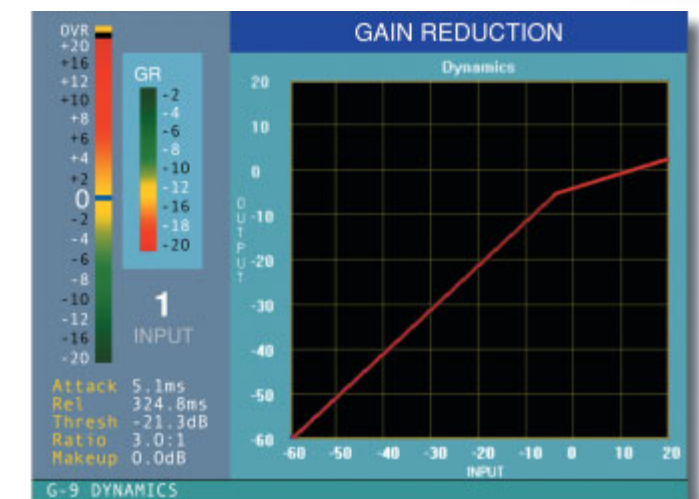 OVR
+20
+16
+12
+10
+8
+6
+4
+2
0
-2
-4
-6
-8
-10
-12
-16
-20
GR
-2
-4
-6
-8
-10
-12
-16
-18
-20
1
INPUT
Attack 5.1ms
Rel 324.8ms
Thresh -21.3dB
Ratio 3.0:1
Makeup 0.0dB
GAIN REDUCTION
Dynamics
20
10
0
-10
-20
-30
-40
-50
-60
OUTPUT
-60 -50 -40 -30 -20 -10 0 10 20
INPUT
G-9 DYNAMICS